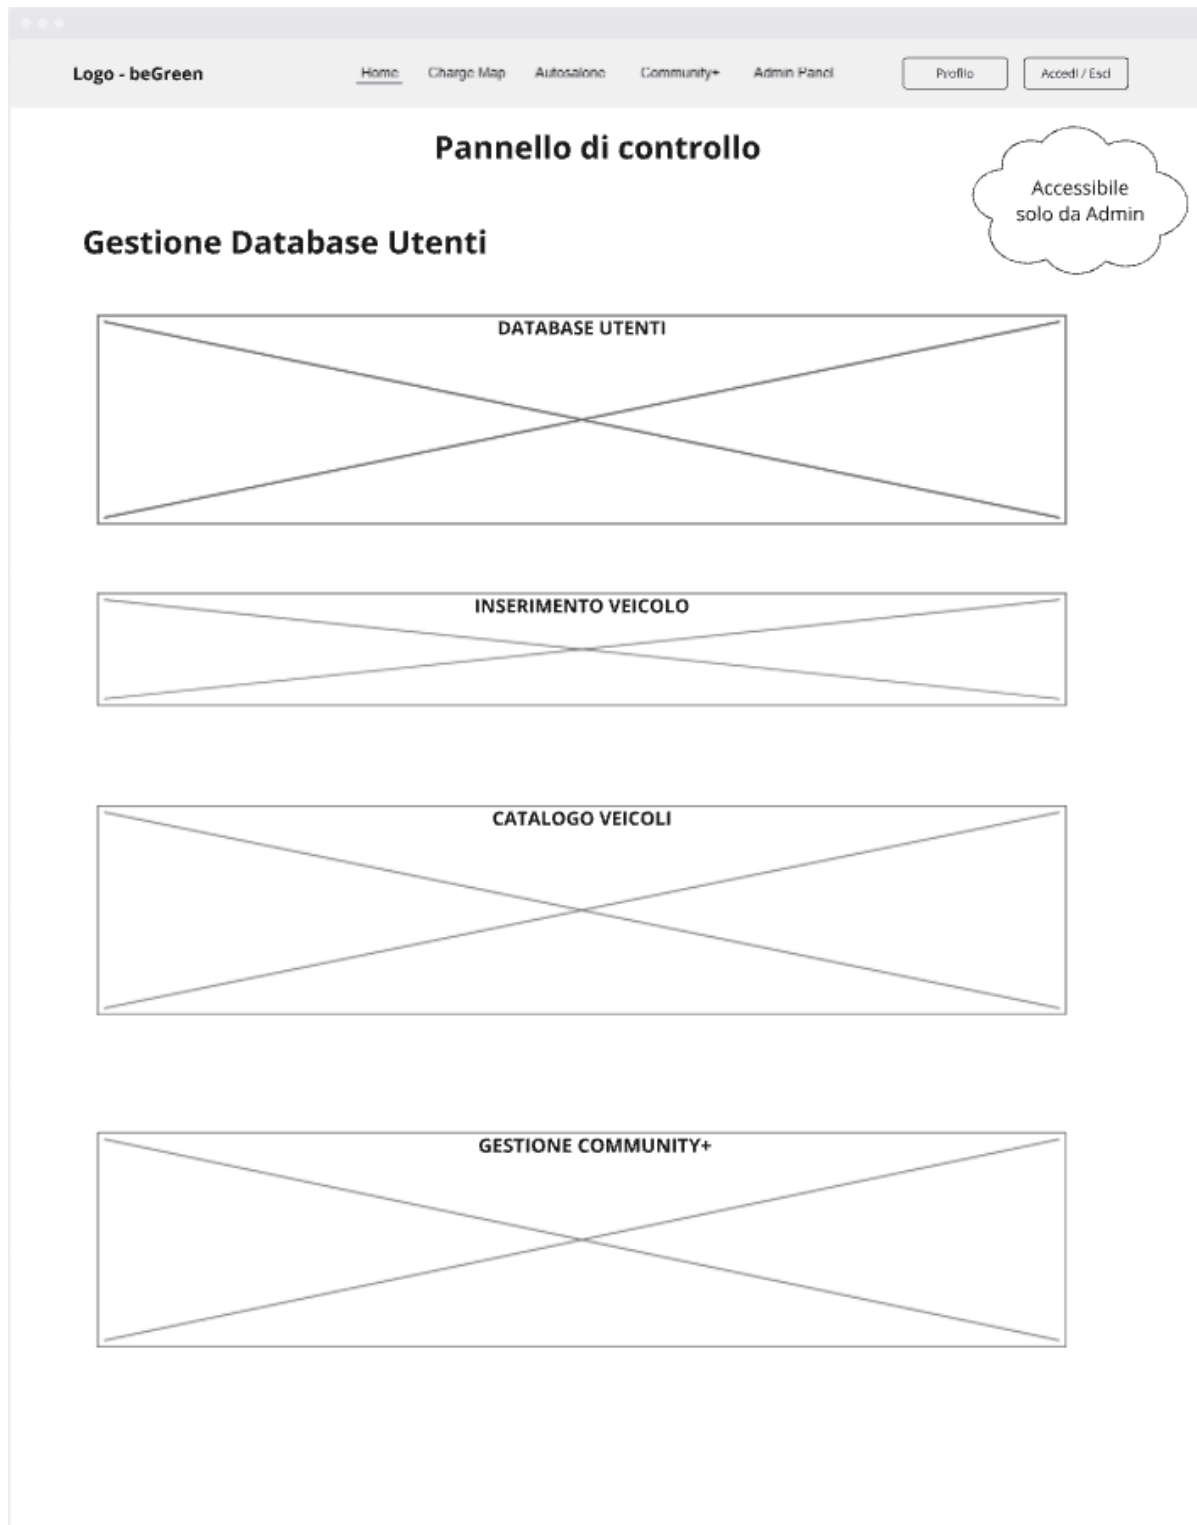 Logo - beGreen
Home
Charge Map
Autosalone
Community+
Admin Panel
Profilo
Accedi / Esci
Pannello di controllo
Accessibile
solo da Admin
Gestione Database Utenti
DATABASE UTENTI
INSERIMENTO VEICOLO
CATALOGO VEICOLI
GESTIONE COMMUNITY+